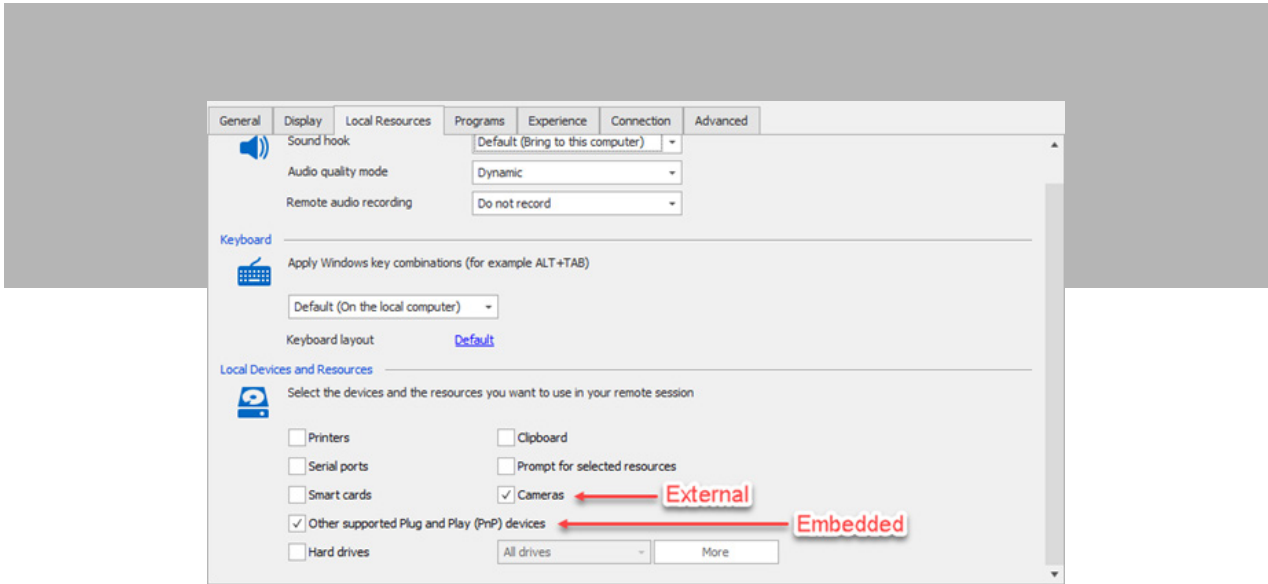 General Display Local Resources Programs Experience Connection Advanced
Sound hook Default (Bring to this computer)
Audio quality mode Dynamic
Remote audio recording Do not record
Keyboard
Apply Windows key combinations (for example ALT+TAB)
Default (On the local computer)
Keyboard layout Default
Local Devices and Resources
Select the devices and the resources you want to use in your remote session
Printers Clipboard
Serial ports Prompt for selected resources
Smart cards Cameras External
Other supported Plug and Play (PnP) devices Embedded
Hard drives All drives More